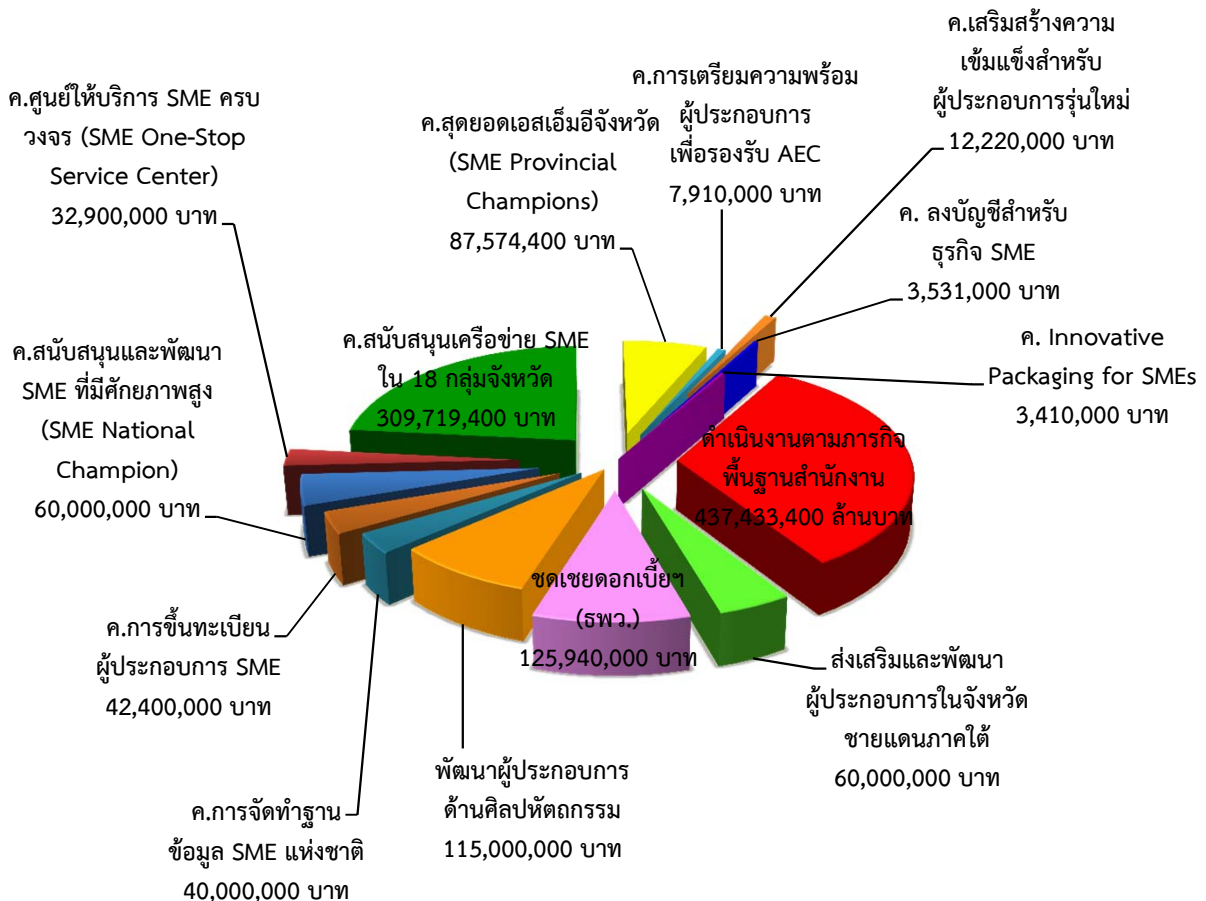 ค.เสริมสร้างความ
เข้มแข็งสำหรับ
ผู้ประกอบการรุ่นใหม่
12,220,000 บาท
ค.การเตรียมความพร้อม
ผู้ประกอบการ
เพื่อรองรับ AEC
7,910,000 บาท
ค.สุดยอดเอสเอ็มอีจังหวัด
(SME Provincial
Champions)
87,574,400 บาท
ค.ศูนย์ให้บริการ SME ครบ
วงจร (SME One-Stop
Service Center)
32,900,000 บาท
ค. ลงบัญชีสำหรับ
ธุรกิจ SME
3,531,000 บาท
ค. Innovative
Packaging for SMEs
3,410,000 บาท
ค.สนับสนุนเครือข่าย SME
ใน 18 กลุ่มจังหวัด
309,719,400 บาท
ค.สนับสนุนและพัฒนา
SME ที่มีศักยภาพสูง
(SME National
Champion)
60,000,000 บาท
ดำเนินงานตามภารกิจ
พื้นฐานสำนักงาน
437,433,400 ล้านบาท
ชดเชยดอกเบี้ยฯ
(ธพว.)
125,940,000 บาท
ค.การขึ้นทะเบียน
ผู้ประกอบการ SME
42,400,000 บาท
ส่งเสริมและพัฒนา
ผู้ประกอบการในจังหวัด
ชายแดนภาคใต้
60,000,000 บาท
พัฒนาผู้ประกอบการ
ด้านศิลปหัตถกรรม
115,000,000 บาท
ค.การจัดทำฐาน
ข้อมูล SME แห่งชาติ
40,000,000 บาท